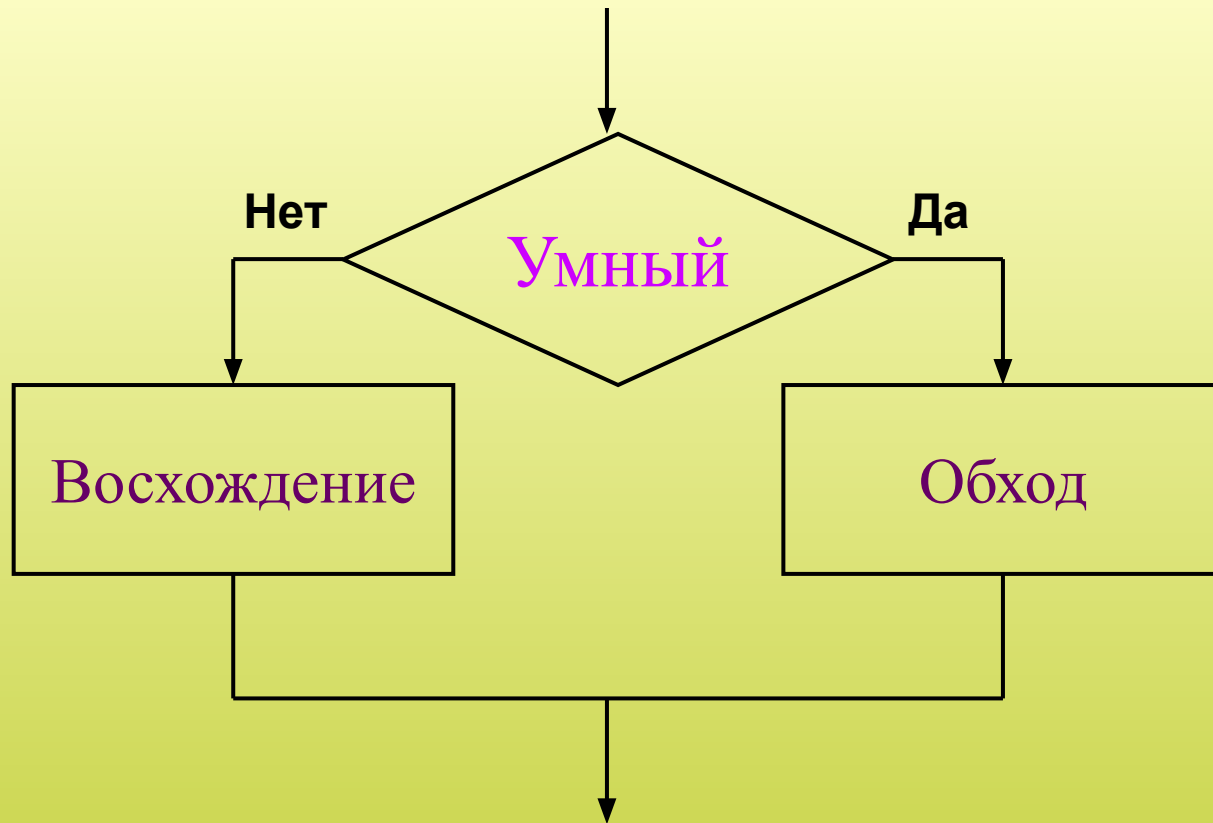 Нет
Да
Умный
Восхождение
Обход